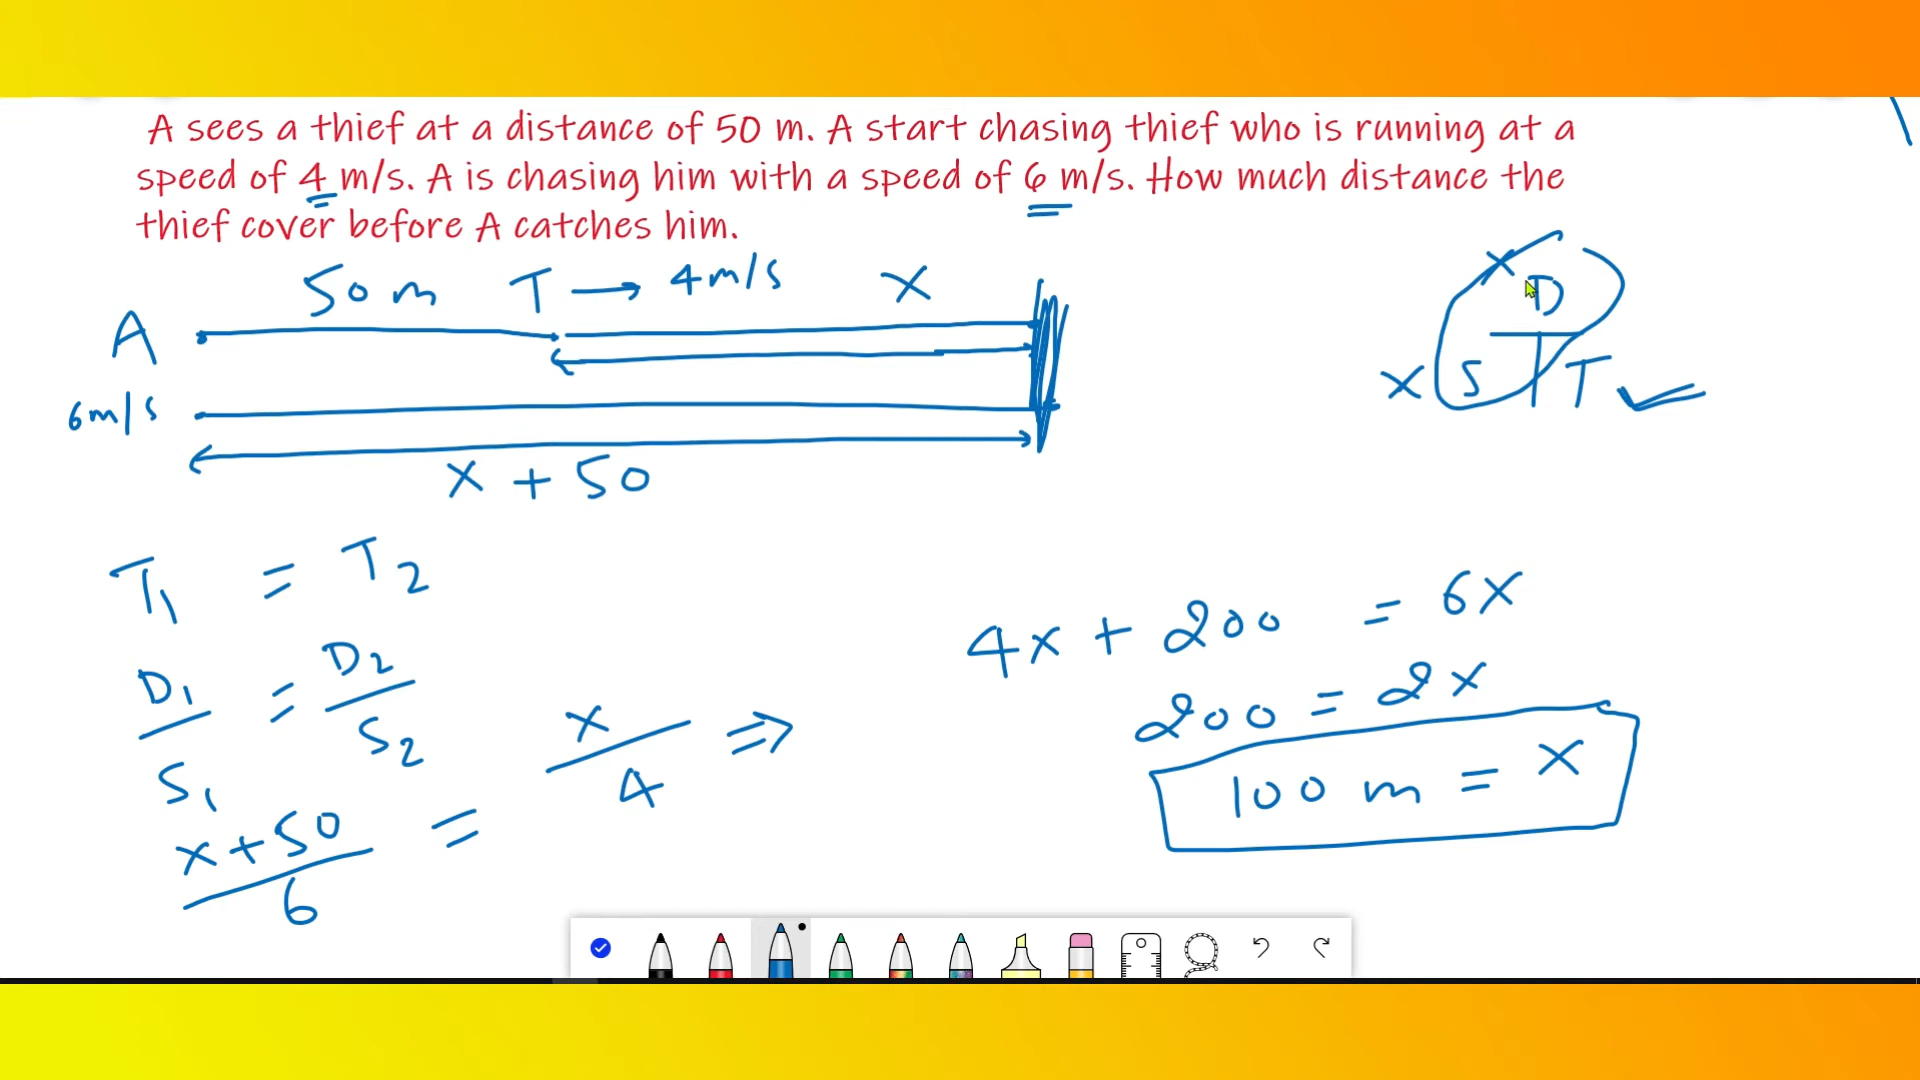 A sees a thief at a distance of 50 m. A start chasing thief who is running at a
speed of 4 m/s. A is chasing him with a speed of 6 m/s. How much distance the
thief cover before A catches him.
50 m T → 4 m/s x
A
6 m/s
x + 50
x D
x S T ✓
T1 = T2
D1/S1 = D2/S2
x+50/6 = x/4 ⇒
4x + 200 = 6x
200 = 2x
100 m = x